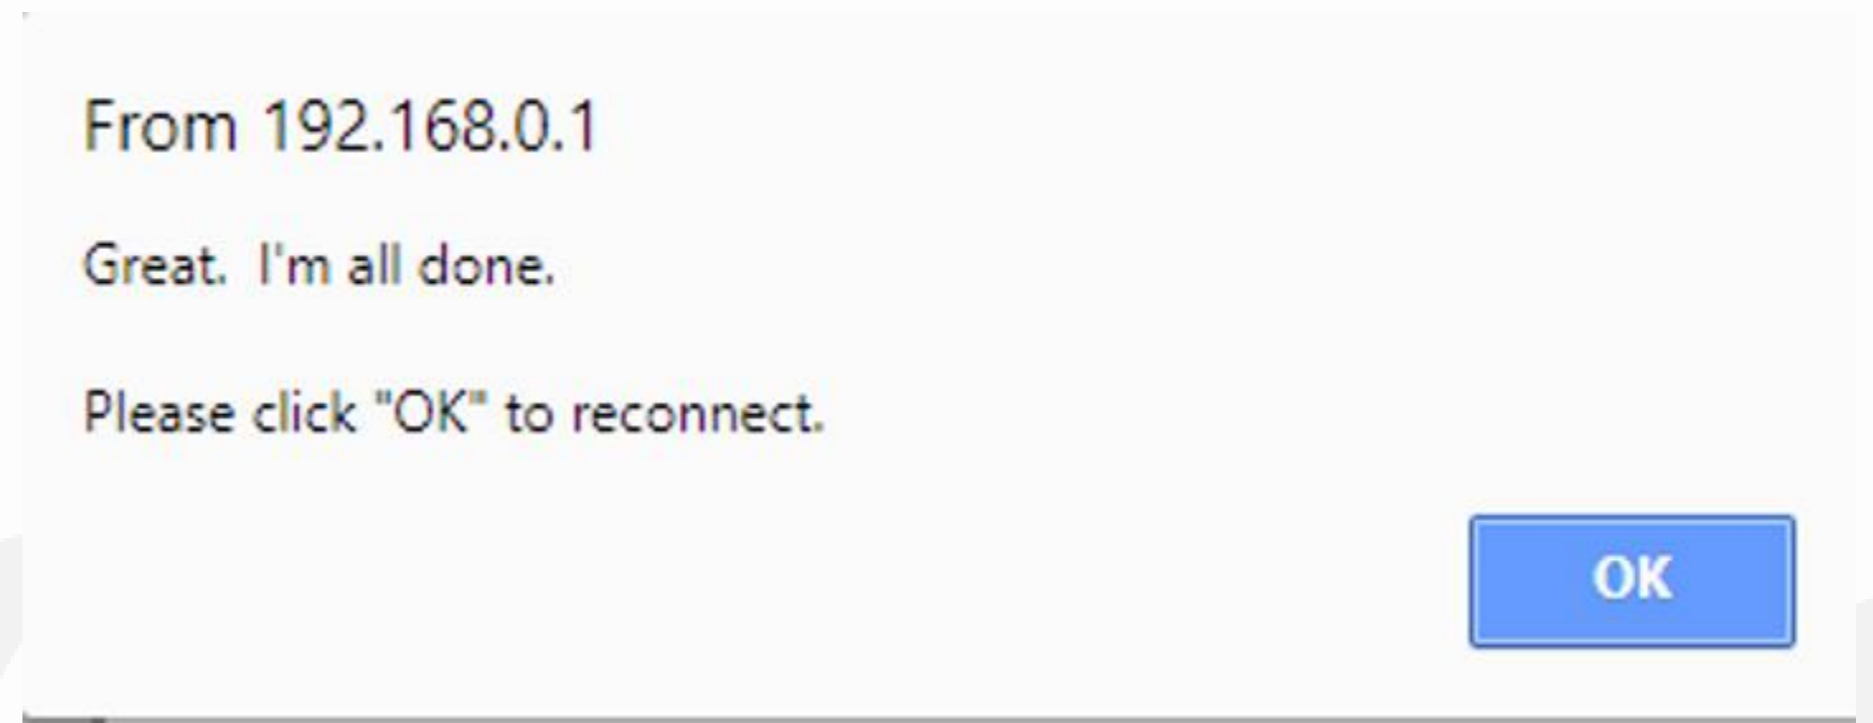 From 192.168.0.1
Great.  I'm all done.
Please click "OK" to reconnect.
OK